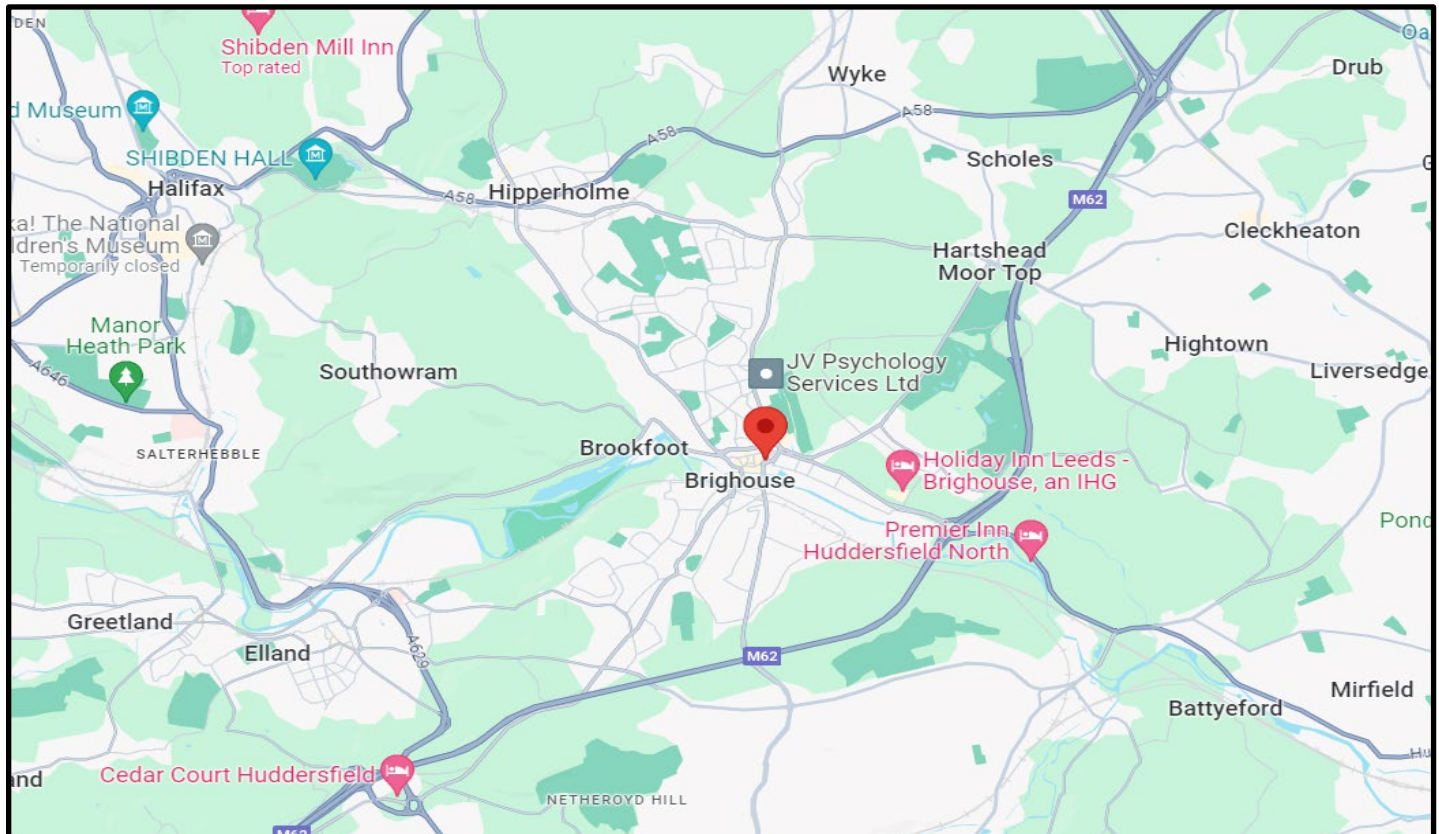 DEN
Shibden Mill Inn
Top rated
Wyke
Drub
Oa
d Museum
A58
A58
SHIBDEN HALL
Scholes
Halifax
A58
Hipperholme
M62
ka! The National
ldren's Museum
Temporarily closed
Cleckheaton
Hartshead
Moor Top
Manor
Heath Park
Hightown
A646
Southowram
JV Psychology
Services Ltd
Liversedge
SALTERHEBBLE
Brookfoot
Brighouse
Holiday Inn Leeds -
Brighouse, an IHG
Premier Inn
Huddersfield North
Pond
Greetland
Elland
A629
M62
Mirfield
Battyeford
and
Cedar Court Huddersfield
NETHEROYD HILL
Hu
M62